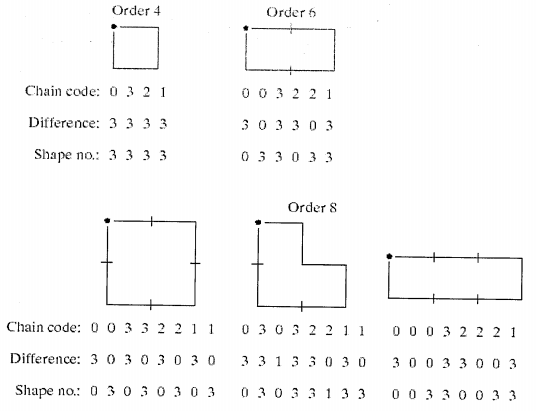 Order 4 Order 6
Chain code: 0 3 2 1 0 0 3 2 2 1
Difference: 3 3 3 3 3 0 3 3 0 3
Shape no.: 3 3 3 3 0 3 3 0 3 3
Order 8
Chain code: 0 0 3 3 2 2 1 1 0 3 0 3 2 2 1 1 0 0 0 3 2 2 2 1
Difference: 3 0 3 0 3 0 3 0 3 3 1 3 3 0 3 0 3 0 0 3 3 0 0 3
Shape no.: 0 3 0 3 0 3 0 3 0 3 0 3 3 1 3 3 0 0 3 3 0 0 3 3